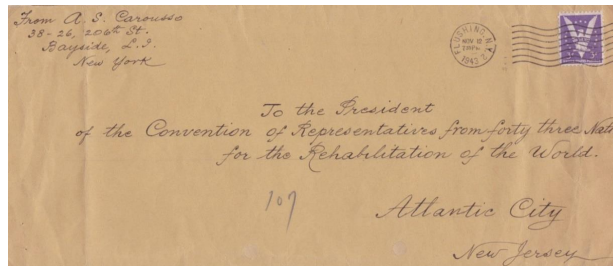 From A. S. Carousso
38-26, 206th St.
Bayside, L.I.
New York
FLUSHING, N.Y.
NOV 12
1943
To the President
of the Convention of Representatives from forty three
for the Rehabilitation of the World.
107
Atlantic City
New Jersey